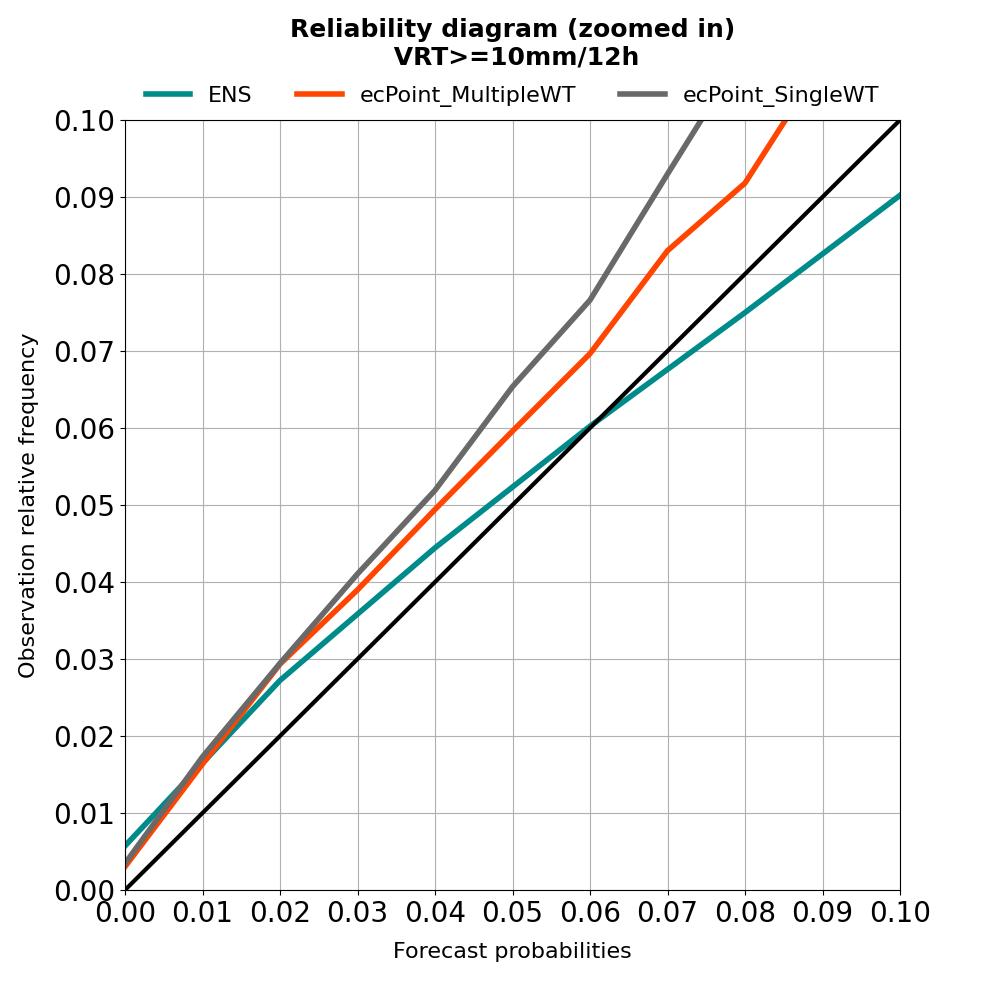 Reliability diagram (zoomed in)
VRT>=10mm/12h
ENS ecPoint_MultipleWT ecPoint_SingleWT
0.10
0.09
0.08
0.07
0.06
0.05
0.04
0.03
0.02
0.01
0.00
Observation relative frequency
0.00 0.01 0.02 0.03 0.04 0.05 0.06 0.07 0.08 0.09 0.10
Forecast probabilities